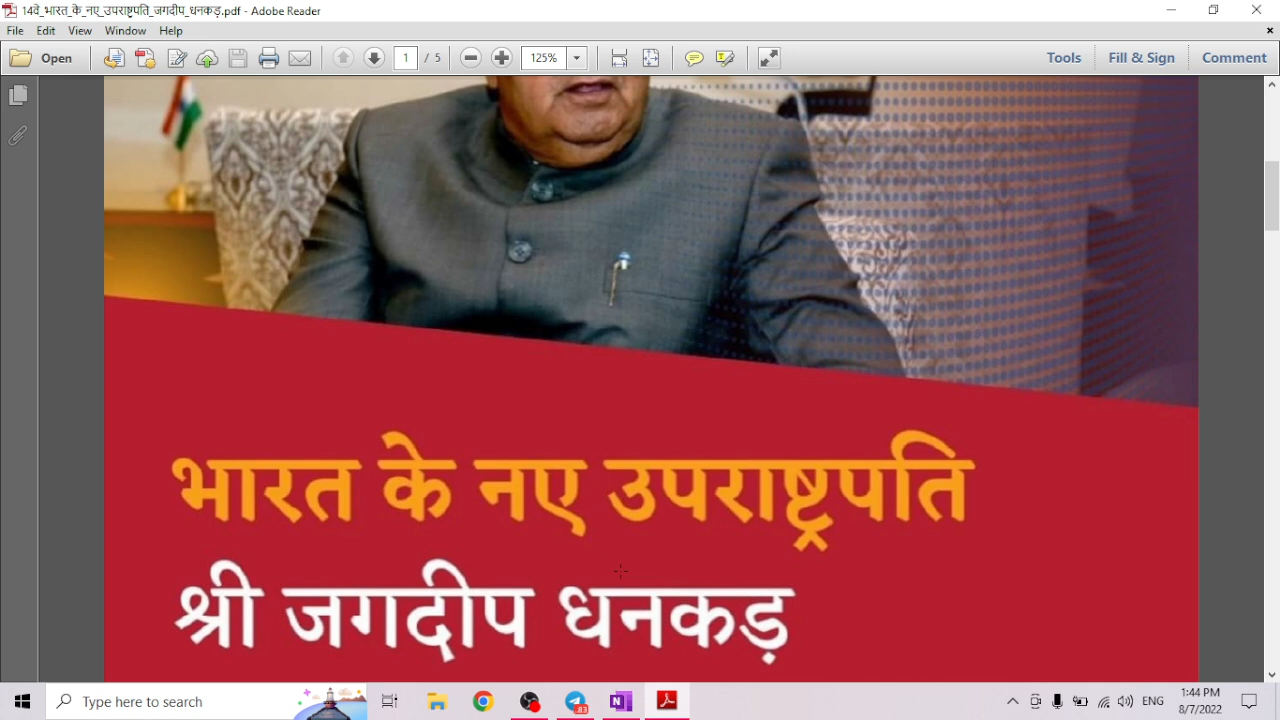 14वे_भारत_के_नए_उपराष्ट्रपति_जगदीप_धनकड़.pdf - Adobe Reader
File Edit View Window Help
Open 1 / 5 125% Tools Fill & Sign Comment
भारत के नए उपराष्ट्रपति
श्री जगदीप धनकड़
Type here to search ENG 1:44 PM
8/7/2022